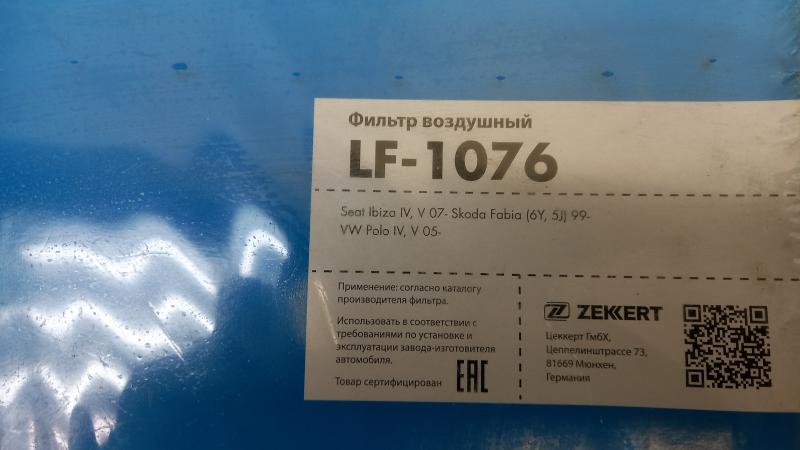 Фильтр воздушный
LF-1076
Seat Ibiza IV, V 07- Skoda Fabia (6Y, 5J) 99-
VW Polo IV, V 05-
Применение: согласно каталогу
производителя фильтра.
Использовать в соответствии с
требованиями по установке и
эксплуатации завода-изготовителя
автомобиля.
Товар сертифицирован
EAC
ZEKKERT
Цеккерт ГмбХ,
Цеппелинштрассе 73,
81669 Мюнхен,
Германия